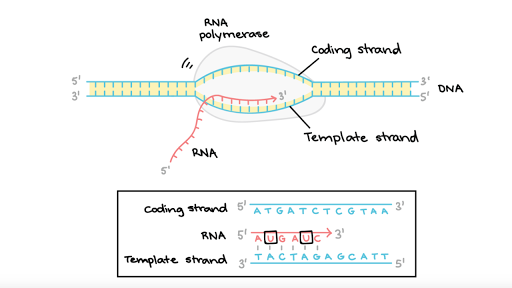 RNA
polymerase
Coding strand
5' 3'
3' 5' DNA
3'
Template strand
RNA
5'
Coding strand 5' ATGATCTCGTAA 3'
RNA 5' AUGAUC 3'
Template strand 3' TACTAGAGCATT 5'